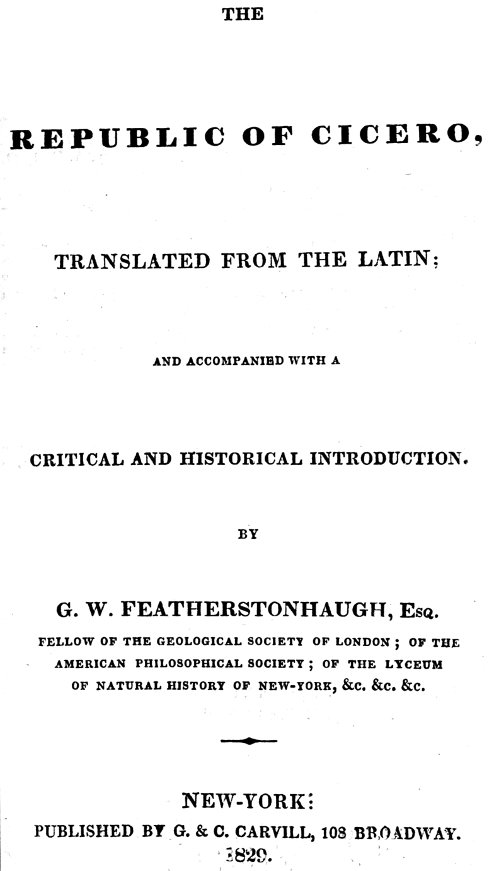 THE
REPUBLIC OF CICERO,
TRANSLATED FROM THE LATIN;
AND ACCOMPANIED WITH A
CRITICAL AND HISTORICAL INTRODUCTION.
BY
G. W. FEATHERSTONHAUGH, ESQ.
FELLOW OF THE GEOLOGICAL SOCIETY OF LONDON; OF THE
AMERICAN PHILOSOPHICAL SOCIETY; OF THE LYCEUM
OF NATURAL HISTORY OF NEW-YORK, &C. &C. &C.
NEW-YORK:
PUBLISHED BY G. & C. CARVILL, 108 BROADWAY.
1829.